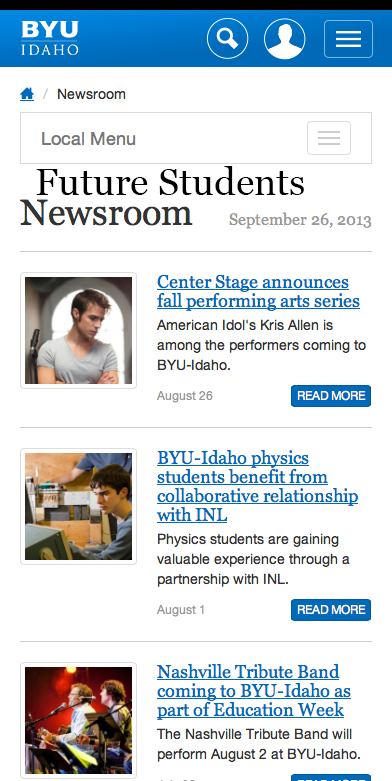 BYU
IDAHO
/ Newsroom
Local Menu
Future Students
Newsroom
September 26, 2013
Center Stage announces
fall performing arts series
American Idol's Kris Allen is
among the performers coming to
BYU-Idaho.
August 26
READ MORE
BYU-Idaho physics
students benefit from
collaborative relationship
with INL
Physics students are gaining
valuable experience through a
partnership with INL.
August 1
READ MORE
Nashville Tribute Band
coming to BYU-Idaho as
part of Education Week
The Nashville Tribute Band will
perform August 2 at BYU-Idaho.
READ MORE